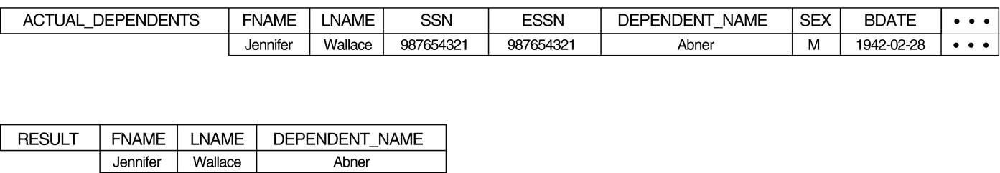 ACTUAL_DEPENDENTS FNAME LNAME SSN ESSN DEPENDENT_NAME SEX BDATE • • •
Jennifer Wallace 987654321 987654321 Abner M 1942-02-28 • • •
RESULT FNAME LNAME DEPENDENT_NAME
Jennifer Wallace Abner